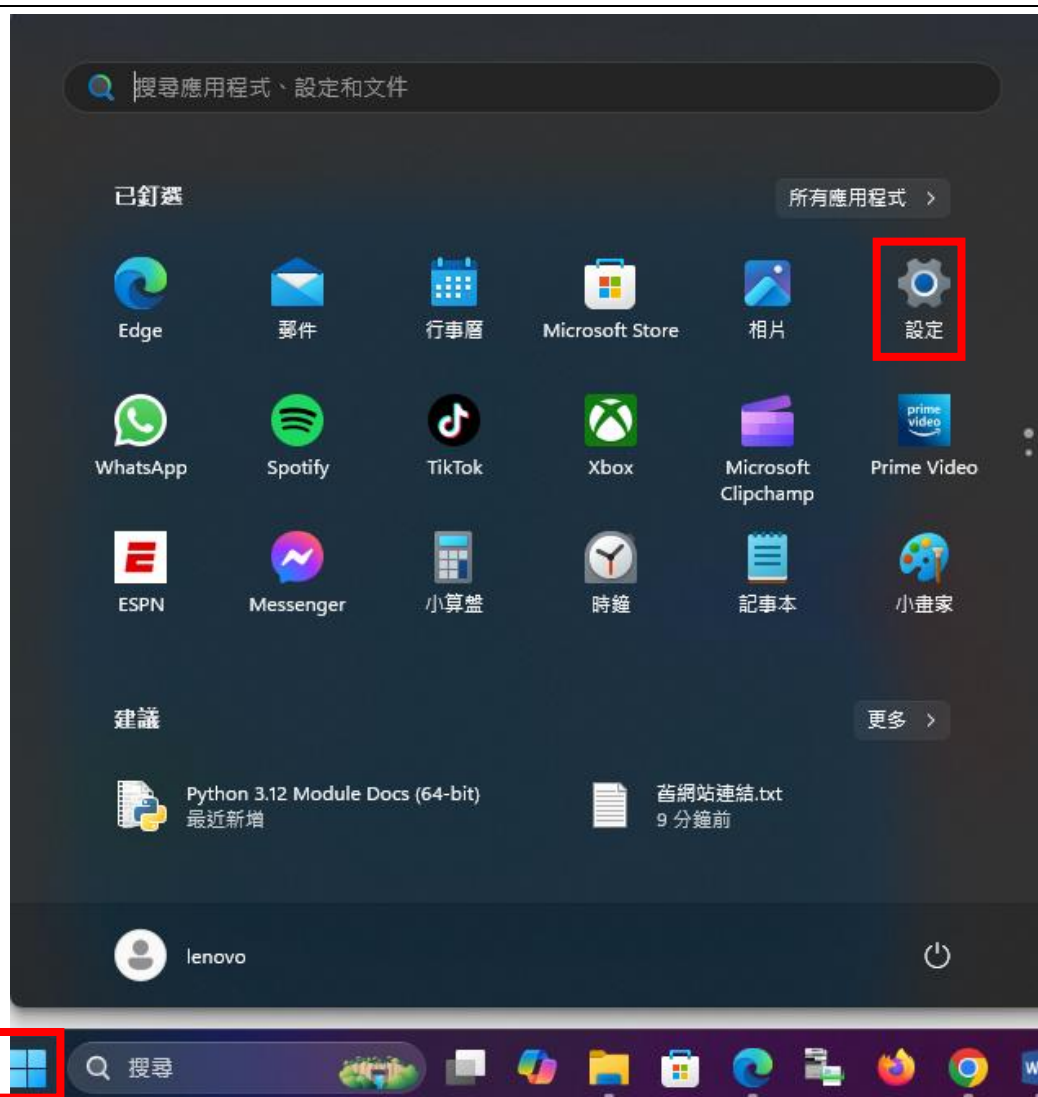 搜尋應用程式、設定和文件
已釘選
所有應用程式 >
Edge
郵件
行事曆
Microsoft Store
相片
設定
WhatsApp
Spotify
TikTok
Xbox
Microsoft
Clipchamp
prime
video
Prime Video
ESPN
Messenger
小算盤
時鐘
記事本
小畫家
建議
更多 >
Python 3.12 Module Docs (64-bit)
最近新增
舊網站連結.txt
9 分鐘前
lenovo
搜尋
W